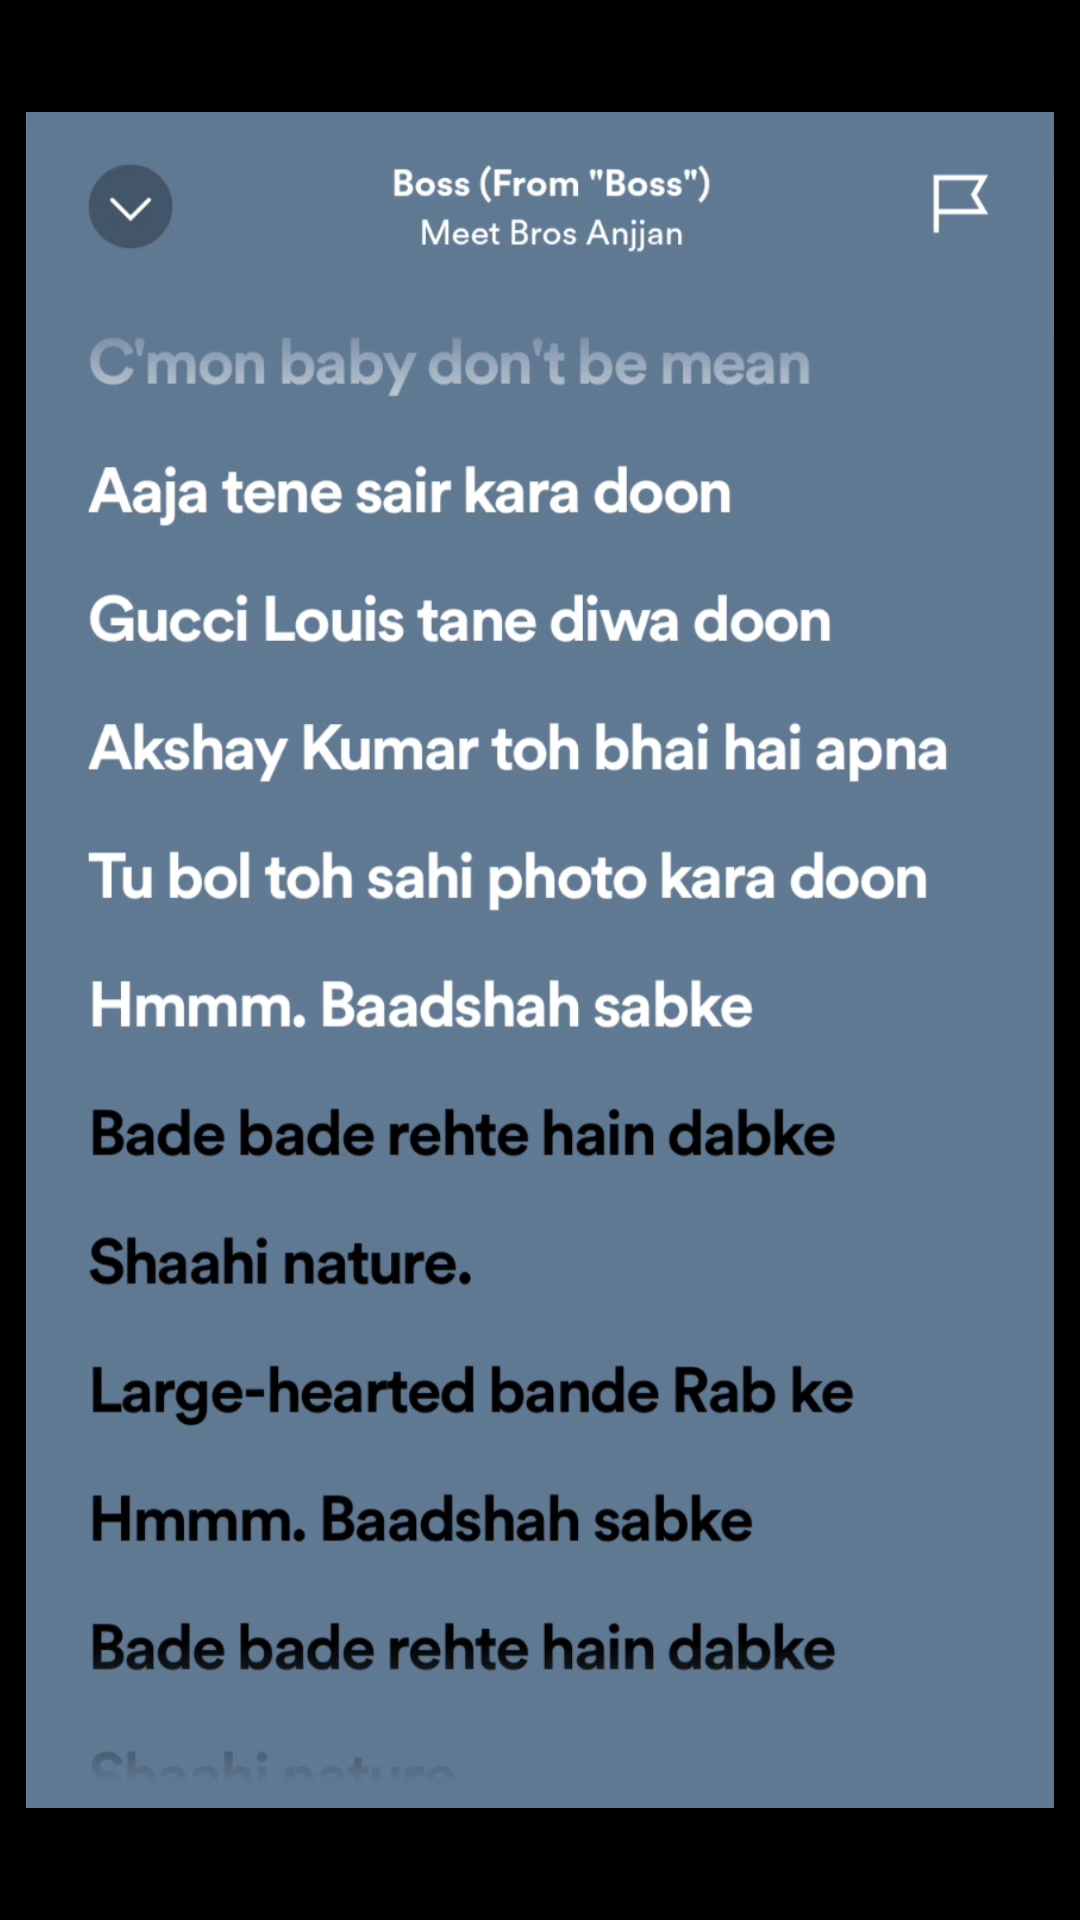 Boss (From "Boss")
Meet Bros Anjjan
C'mon baby don't be mean
Aaja tene sair kara doon
Gucci Louis tane diwa doon
Akshay Kumar toh bhai hai apna
Tu bol toh sahi photo kara doon
Hmmm. Baadshah sabke
Bade bade rehte hain dabke
Shaahi nature.
Large-hearted bande Rab ke
Hmmm. Baadshah sabke
Bade bade rehte hain dabke
Shaahi nature